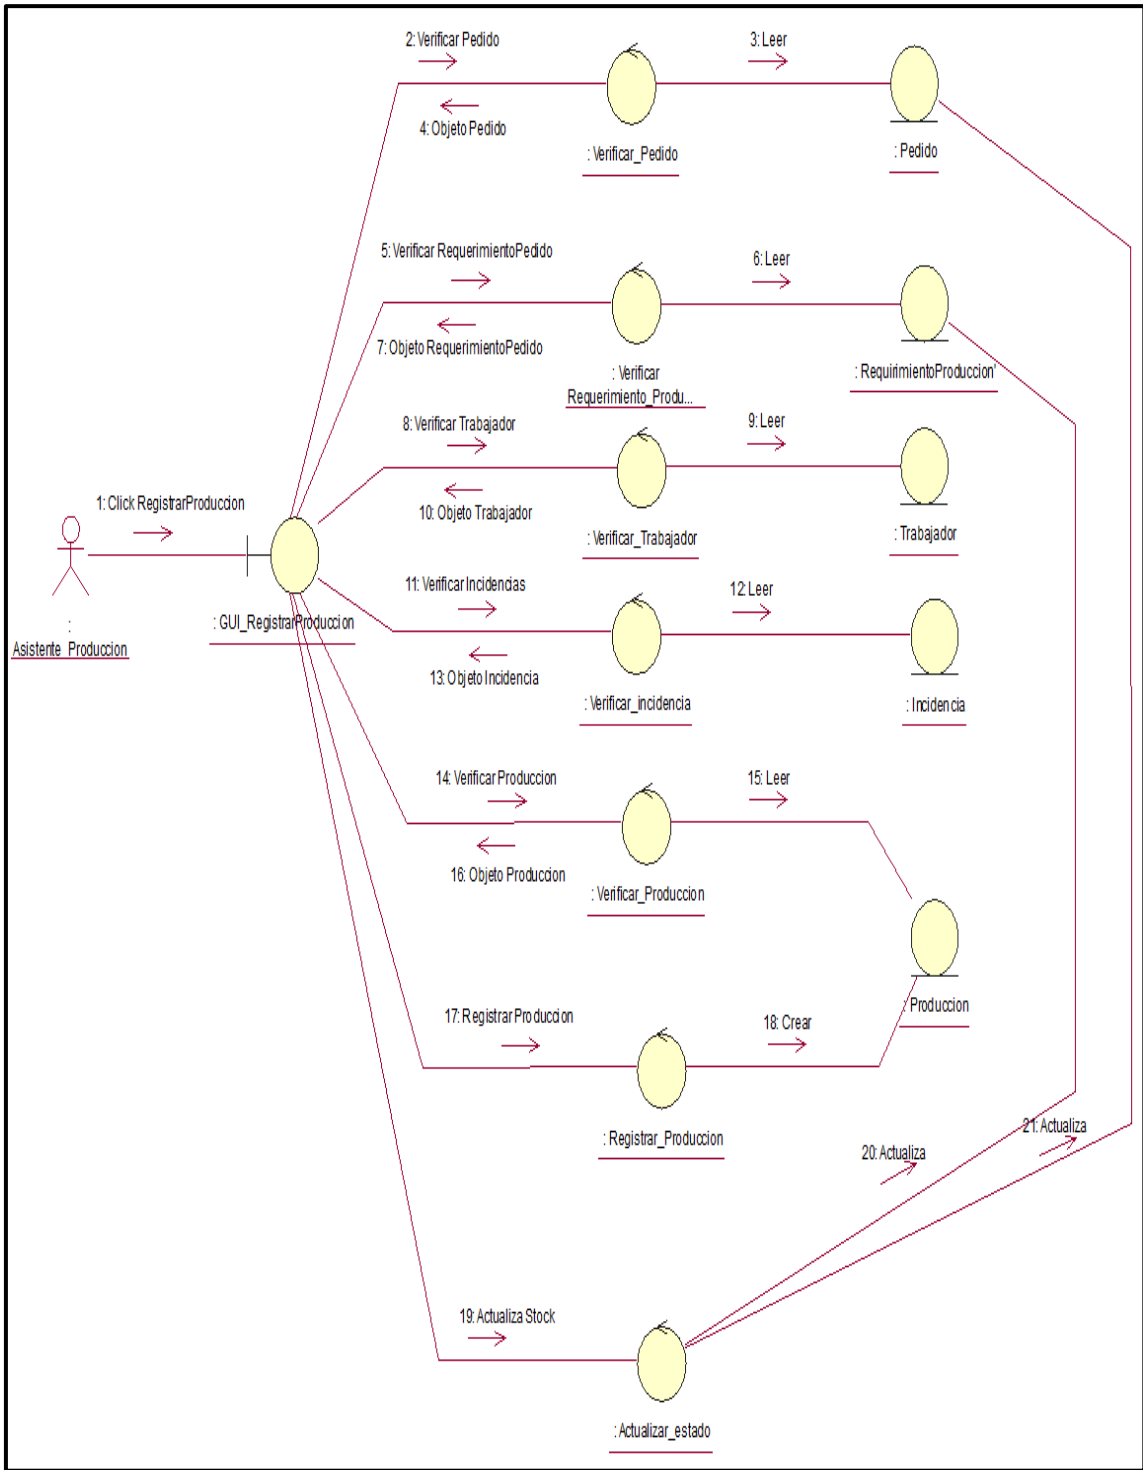 2: Verificar Pedido
3: Leer
4: Objeto Pedido
: Verificar_Pedido
: Pedido
5: Verificar RequerimientoPedido
6: Leer
7: Objeto RequerimientoPedido
: Verificar
Requerimiento_Produ...
: RequirimientoProduccion'
8: Verificar Trabajador
9: Leer
10: Objeto Trabajador
: Verificar_Trabajador
: Trabajador
1: Click RegistrarProduccion
:
Asistente_Produccion
: GUI_RegistrarProduccion
11: Verificar Incidencias
12: Leer
13: Objeto Incidencia
: Verificar_incidencia
: Incidencia
14: Verificar Produccion
15: Leer
16: Objeto Produccion
: Verificar_Produccion
: Produccion
17: Registrar Produccion
18: Crear
: Registrar_Produccion
20: Actualiza
21: Actualiza
19: Actualiza Stock
: Actualizar_estado